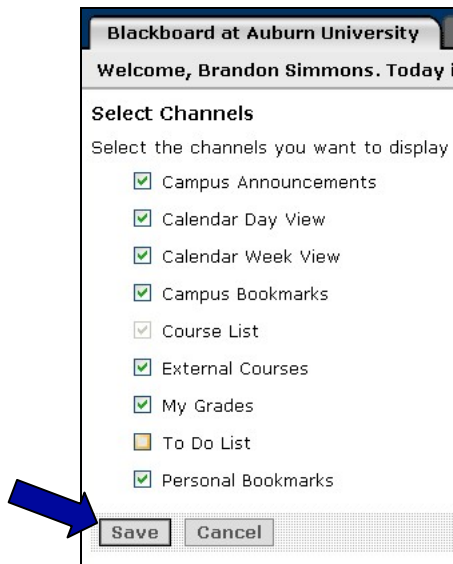 Blackboard at Auburn University
Welcome, Brandon Simmons. Today i
Select Channels
Select the channels you want to display
Campus Announcements
Calendar Day View
Calendar Week View
Campus Bookmarks
Course List
External Courses
My Grades
To Do List
Personal Bookmarks
Save Cancel